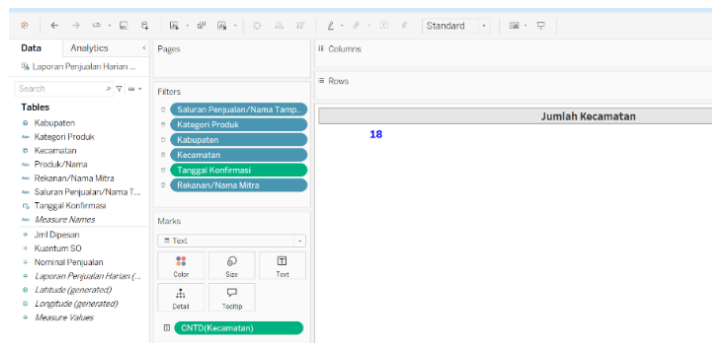 Standard
Data Analytics
Laporan Penjualan Harian ...
Search
Tables
Kabupaten
Kategori Produk
Kecamatan
Produk/Nama
Rekanan/Nama Mitra
Saluran Penjualan/Nama T...
Tanggal Konfirmasi
Measure Names
Jml Dipesan
Kuantum SO
Nominal Penjualan
Laporan Penjualan Harian (...
Latitude (generated)
Longitude (generated)
Measure Values
Pages
Filters
Saluran Penjualan/Nama Tamp..
Kategori Produk
Kabupaten
Kecamatan
Tanggal Konfirmasi
Rekanan/Nama Mitra
Marks
Text
Color Size Text
Detail Tooltip
CNTD(Kecamatan)
Columns
Rows
Jumlah Kecamatan
18